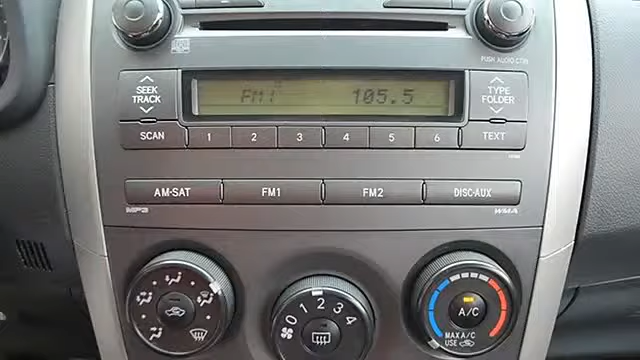 PUSH AUDIO CTRL
SEEK
TRACK
FM1 105.5
TYPE
FOLDER
SCAN 1 2 3 4 5 6 TEXT
AM-SAT FM1 FM2 DISC-AUX
MP3 WMA
0 1 2 3 4
A/C
MAX A/C
USE